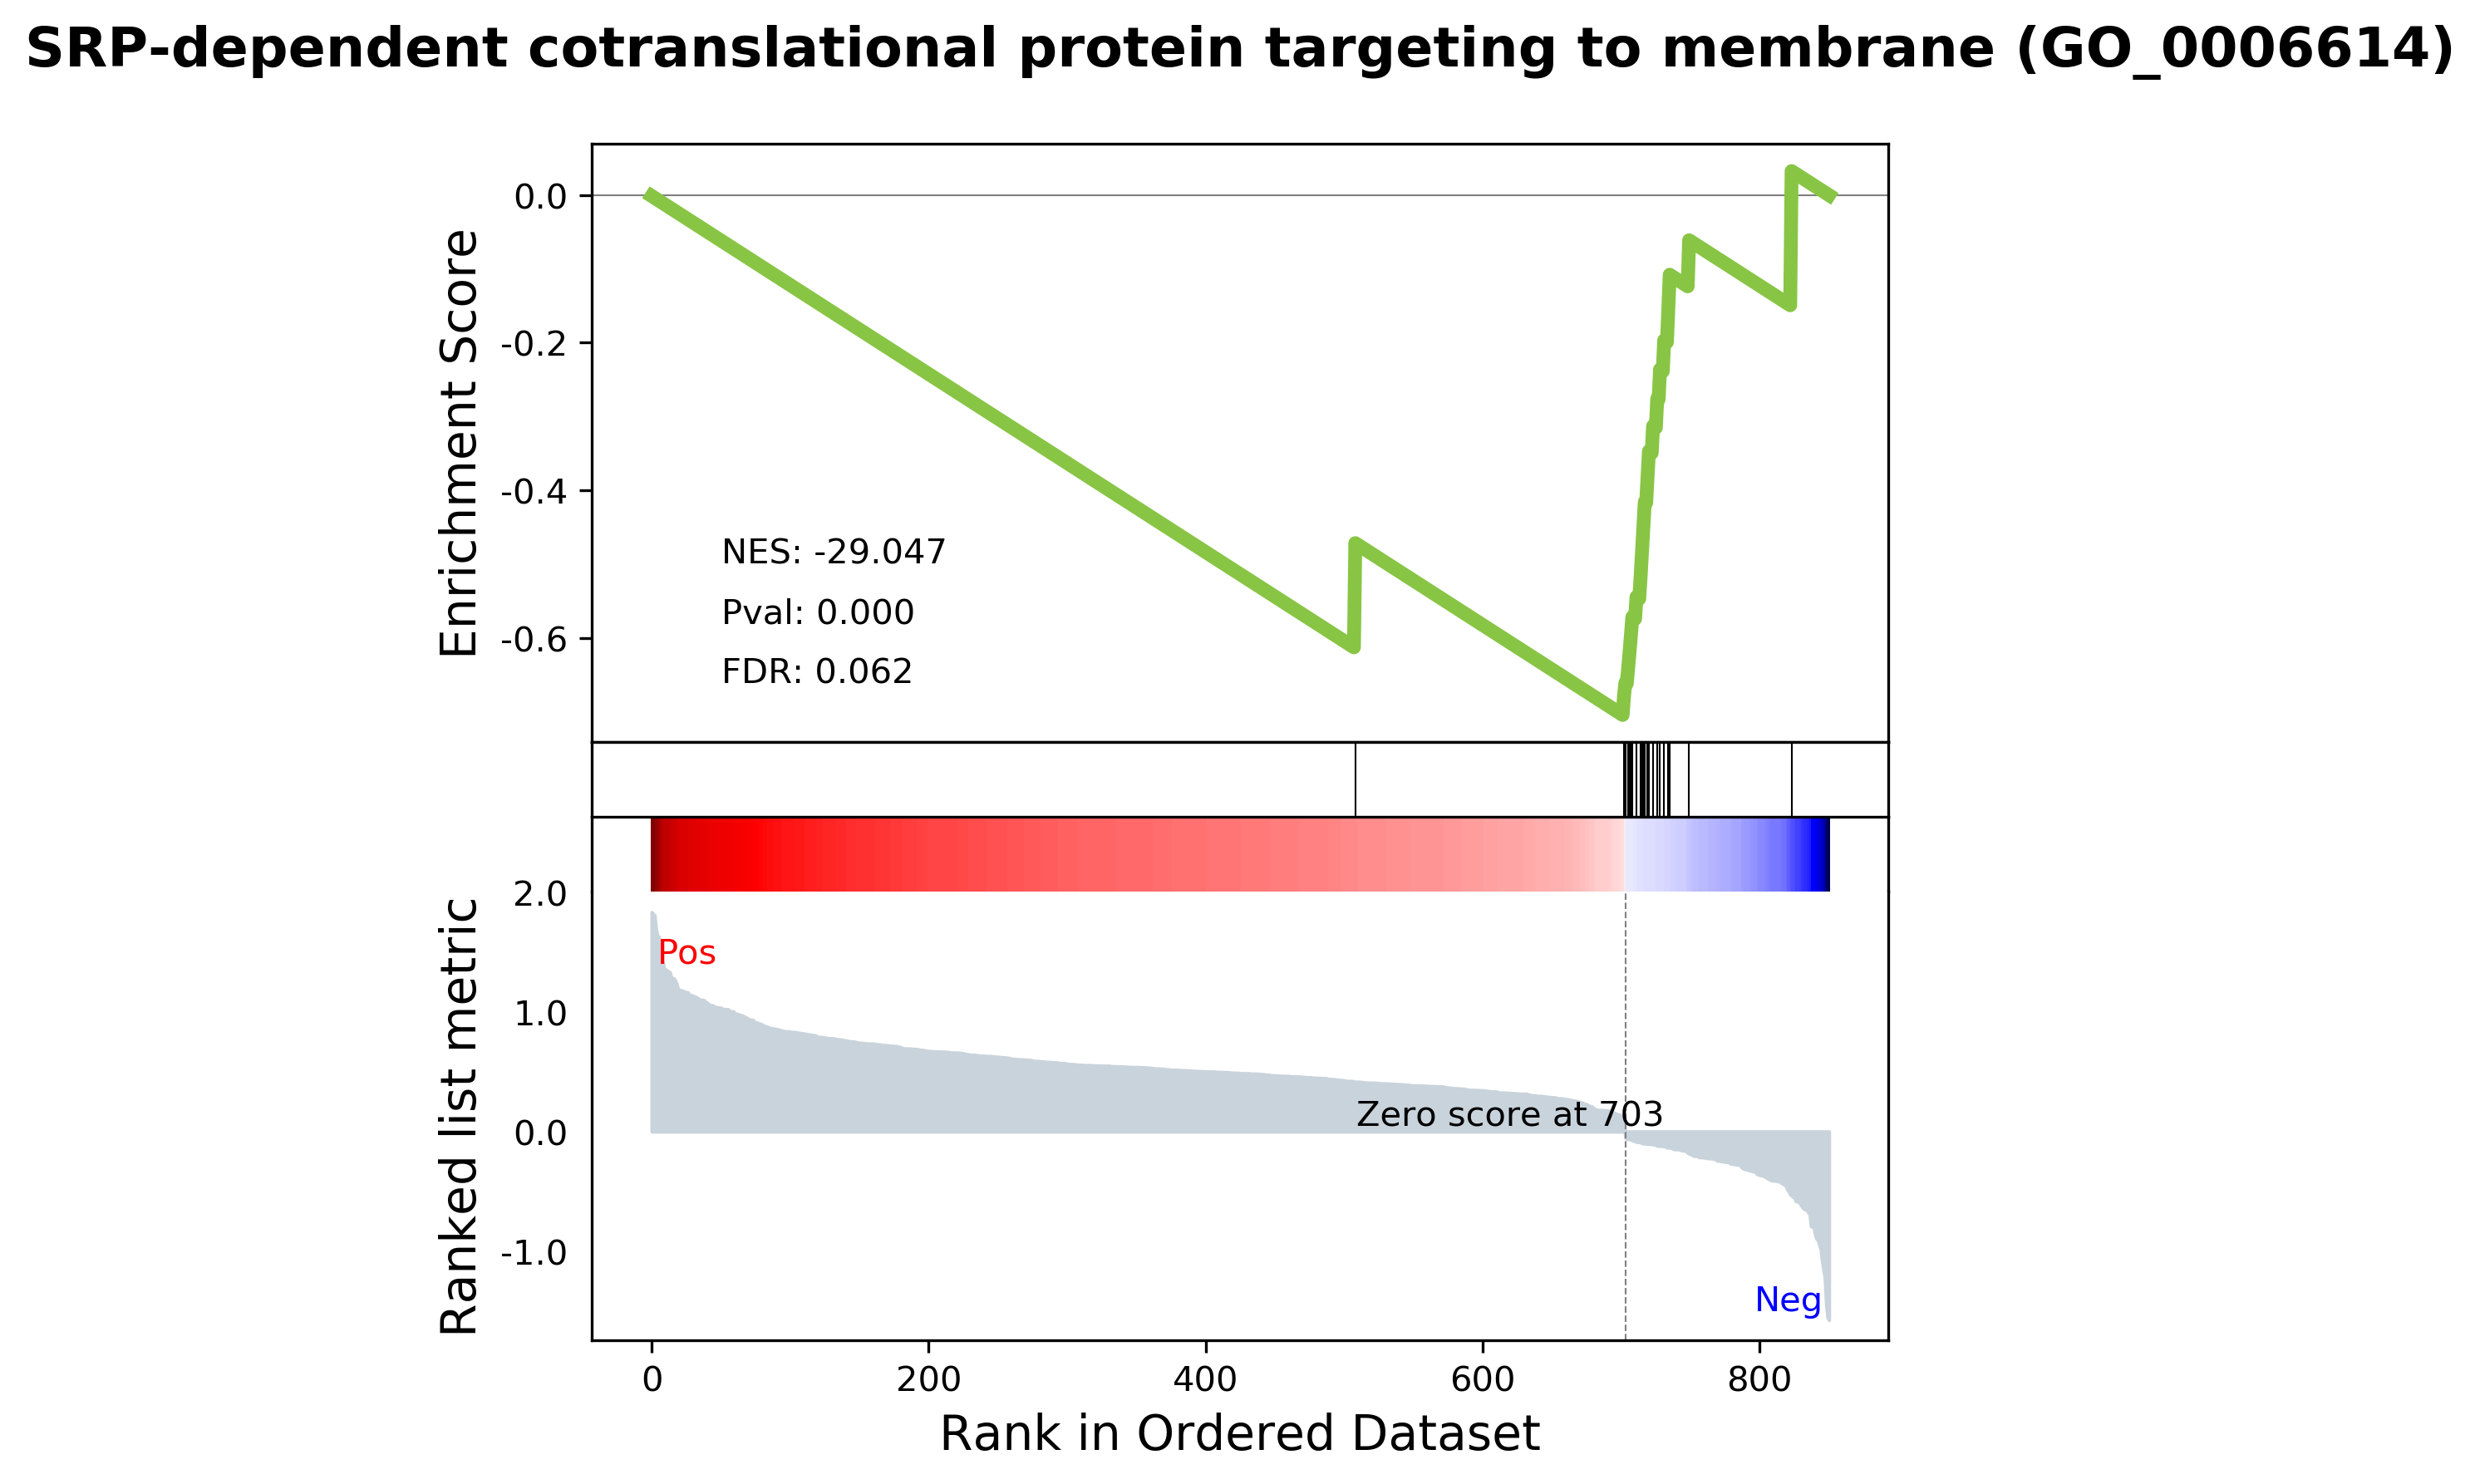 SRP-dependent cotranslational protein targeting to membrane (GO_0006614)
Enrichment Score
0.0
-0.2
-0.4
-0.6
NES: -29.047
Pval: 0.000
FDR: 0.062
Ranked list metric
2.0
1.0
0.0
-1.0
Pos
Zero score at 703
Neg
0 200 400 600 800
Rank in Ordered Dataset